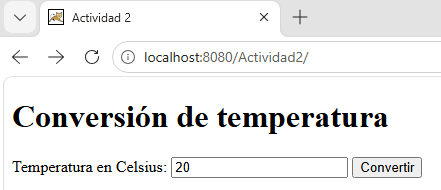 Actividad 2
localhost:8080/Actividad2/
Conversión de temperatura
Temperatura en Celsius: 20 Convertir